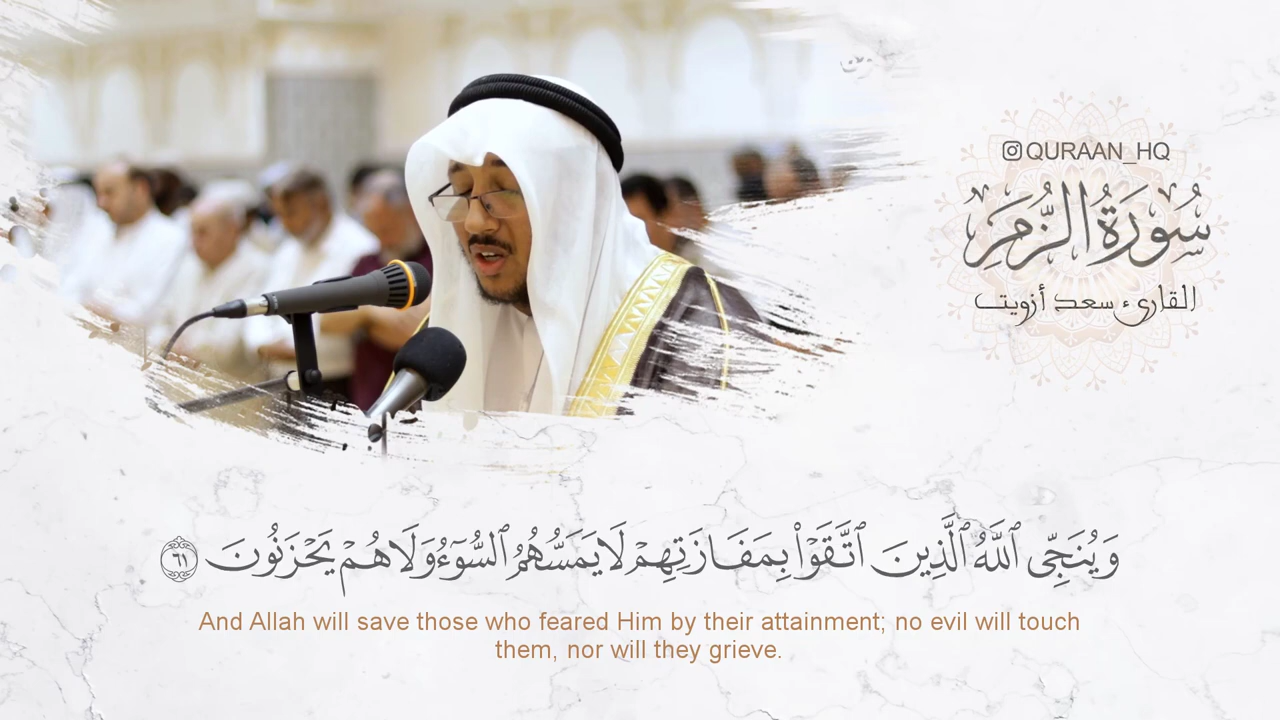 QURAAN_HQ
سُورَةُ الزُّمَرِ
القارىء سعد أزويت
وَيُنَجِّى ٱللَّهُ ٱلَّذِينَ ٱتَّقَوْا۟ بِمَفَازَتِهِمْ لَا يَمَسُّهُمُ ٱلسُّوٓءُ وَلَا هُمْ يَحْزَنُونَ ٦١
And Allah will save those who feared Him by their attainment; no evil will touch
them, nor will they grieve.